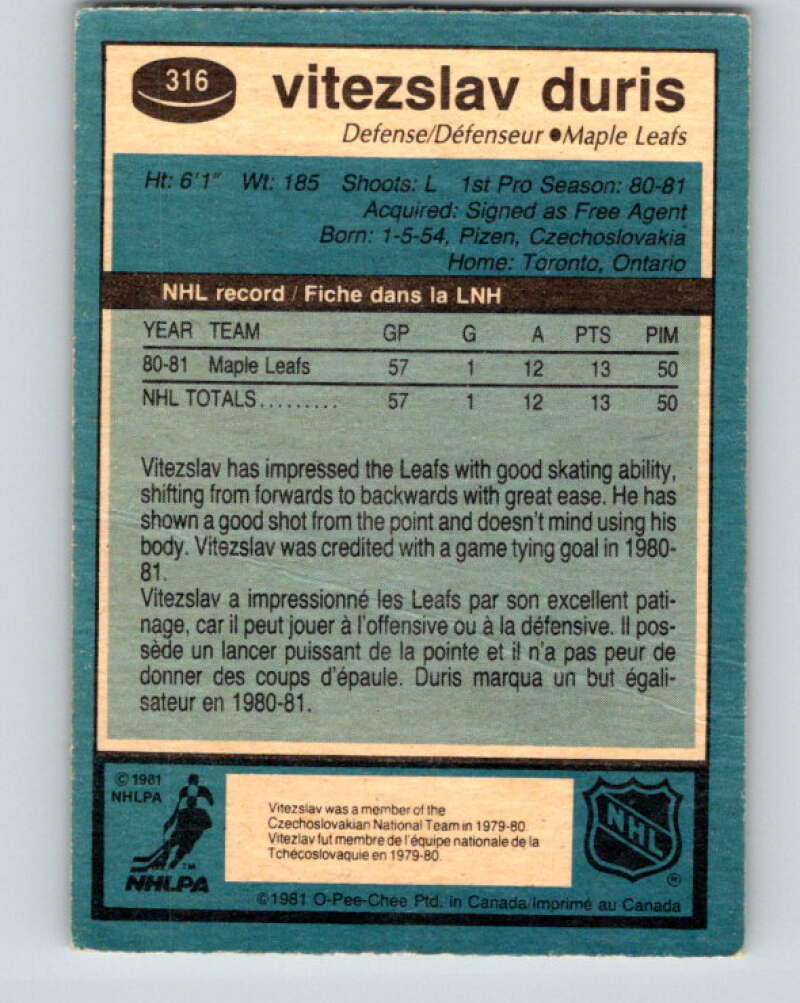 316
vitezslav duris
Defense/Défenseur ●Maple Leafs
Ht: 6'1" Wt: 185 Shoots: L 1st Pro Season: 80-81
Acquired: Signed as Free Agent
Born: 1-5-54, Pizen, Czechoslovakia
Home: Toronto, Ontario
NHL record / Fiche dans la LNH
YEAR TEAM GP G A PTS PIM
80-81 Maple Leafs 57 1 12 13 50
NHL TOTALS......... 57 1 12 13 50
Vitezslav has impressed the Leafs with good skating ability,
shifting from forwards to backwards with great ease. He has
shown a good shot from the point and doesn't mind using his
body. Vitezslav was credited with a game tying goal in 1980-
81.
Vitezslav a impressionné les Leafs par son excellent pati-
nage, car il peut jouer à l'offensive ou à la défensive. Il pos-
sède un lancer puissant de la pointe et il n'a pas peur de
donner des coups d'épaule. Duris marqua un but égali-
sateur en 1980-81.
©1981
NHLPA
TM
NHLPA
Vitezslav was a member of the
Czechoslovakian National Team in 1979-80.
Vitezlav fut membre de l'équipe nationale de la
Tchécoslovaquie en 1979-80.
NHL
®
©1981 O-Pee-Chee Ptd. in Canada/Imprimé au Canada